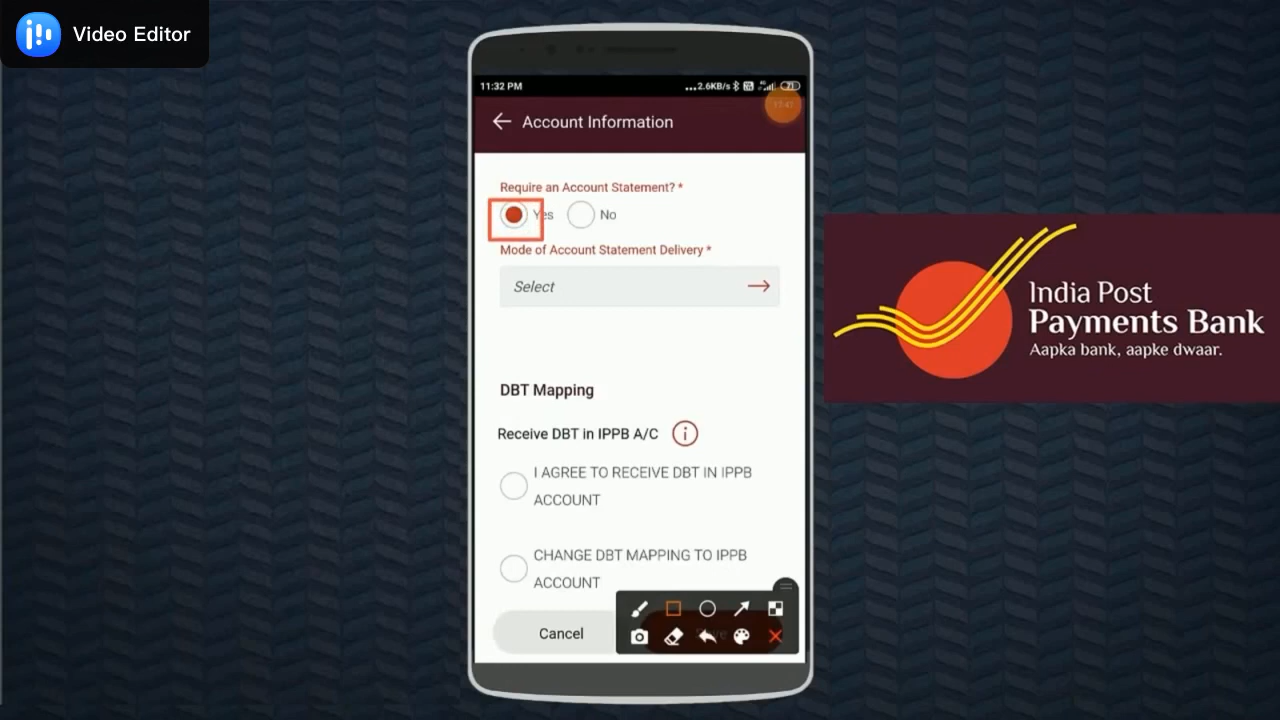 Video Editor
11:32 PM
...2.6KB/s
17:47
Account Information
Require an Account Statement? *
Yes
No
Mode of Account Statement Delivery *
Select
DBT Mapping
Receive DBT in IPPB A/C
I AGREE TO RECEIVE DBT IN IPPB
ACCOUNT
CHANGE DBT MAPPING TO IPPB
ACCOUNT
Cancel
India Post
Payments Bank
Aapka bank, aapke dwaar.